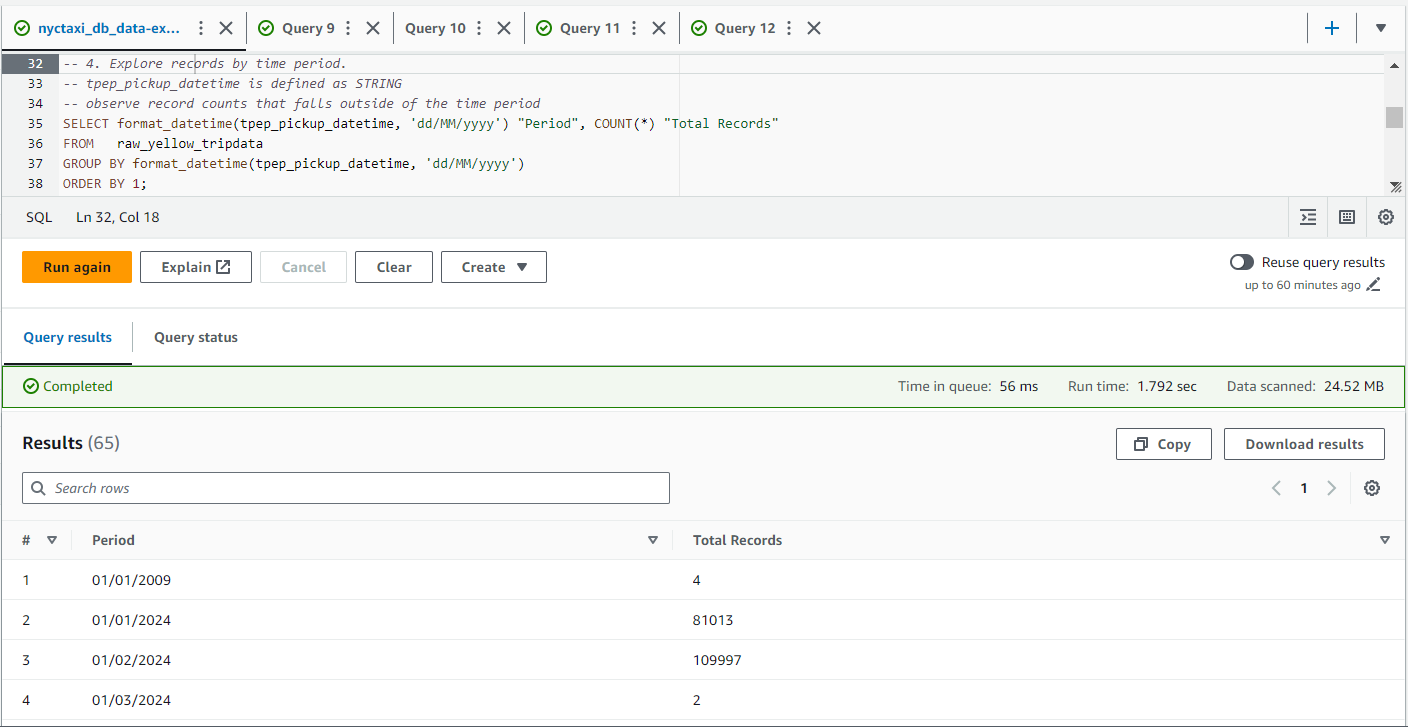 nyctaxi_db_data-ex... Query 9 Query 10 Query 11 Query 12
32 -- 4. Explore records by time period.
33 -- tpep_pickup_datetime is defined as STRING
34 -- observe record counts that falls outside of the time period
35 SELECT format_datetime(tpep_pickup_datetime, 'dd/MM/yyyy') "Period", COUNT(*) "Total Records"
36 FROM   raw_yellow_tripdata
37 GROUP BY format_datetime(tpep_pickup_datetime, 'dd/MM/yyyy')
38 ORDER BY 1;
SQL Ln 32, Col 18
Run again Explain Cancel Clear Create Reuse query results
up to 60 minutes ago
Query results Query status
Completed Time in queue: 56 ms Run time: 1.792 sec Data scanned: 24.52 MB
Results (65) Copy Download results
Search rows 1
# Period Total Records
1 01/01/2009 4
2 01/01/2024 81013
3 01/02/2024 109997
4 01/03/2024 2